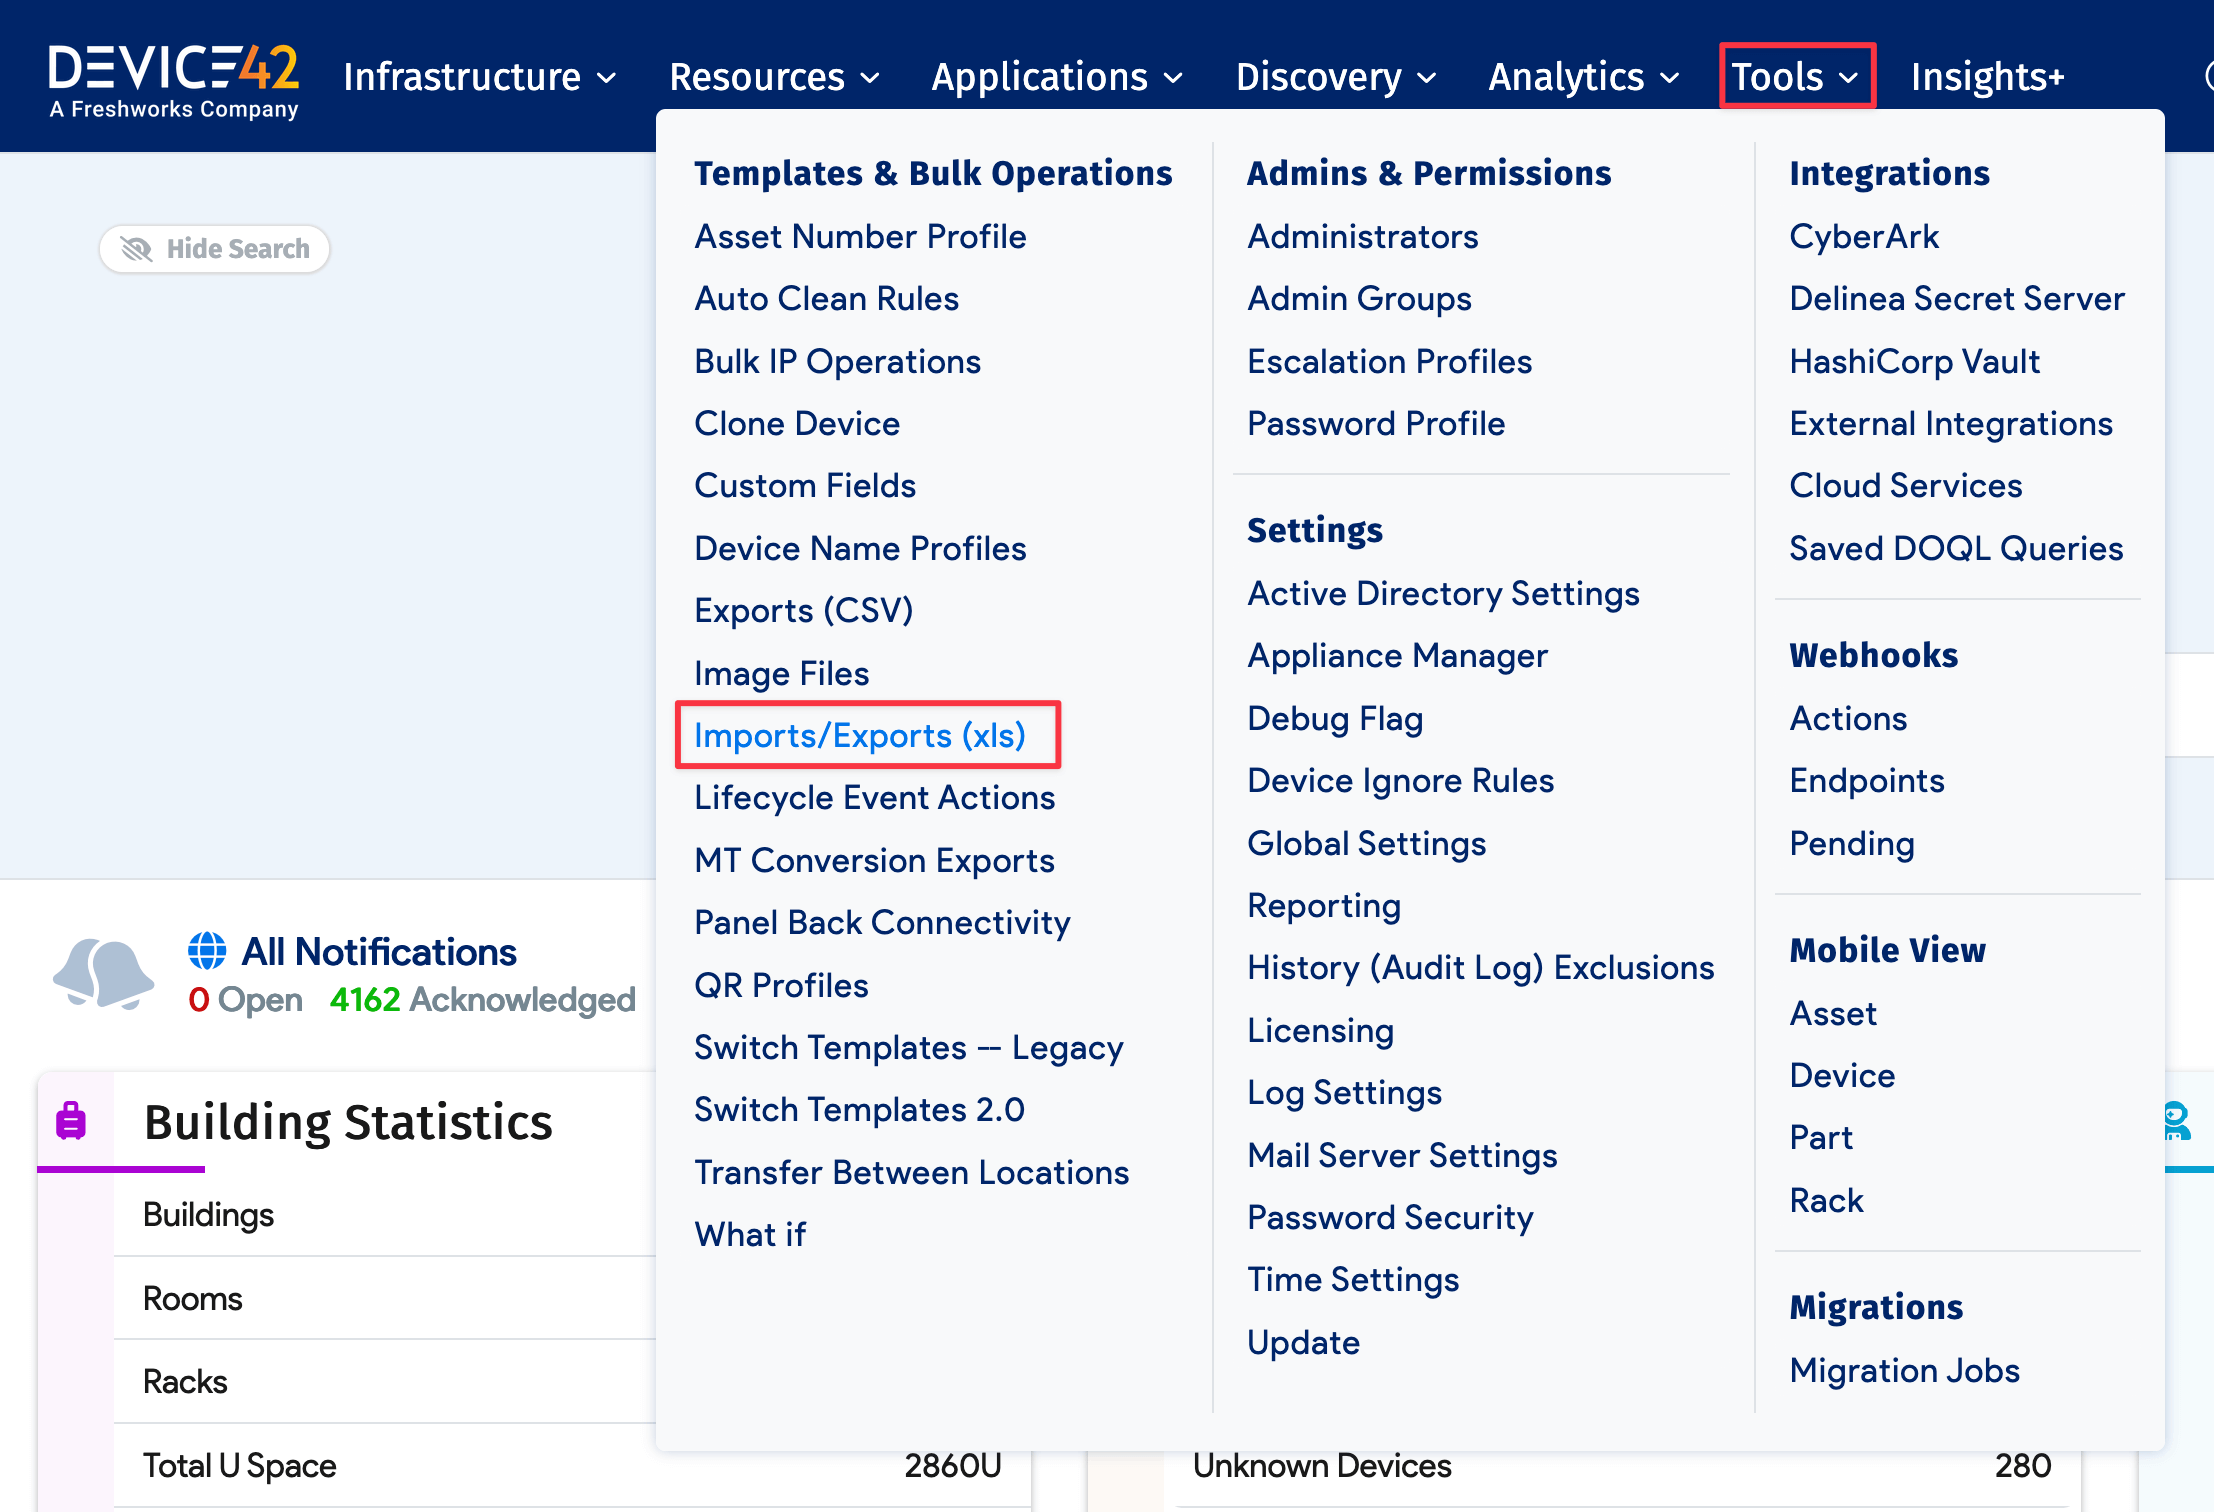 DEVICE42
A Freshworks Company
Infrastructure
Resources
Applications
Discovery
Analytics
Tools
Insights+
Hide Search
Templates & Bulk Operations
Asset Number Profile
Auto Clean Rules
Bulk IP Operations
Clone Device
Custom Fields
Device Name Profiles
Exports (CSV)
Image Files
Imports/Exports (xls)
Lifecycle Event Actions
MT Conversion Exports
Panel Back Connectivity
QR Profiles
Switch Templates -- Legacy
Switch Templates 2.0
Transfer Between Locations
What if
Admins & Permissions
Administrators
Admin Groups
Escalation Profiles
Password Profile
Settings
Active Directory Settings
Appliance Manager
Debug Flag
Device Ignore Rules
Global Settings
Reporting
History (Audit Log) Exclusions
Licensing
Log Settings
Mail Server Settings
Password Security
Time Settings
Update
Integrations
CyberArk
Delinea Secret Server
HashiCorp Vault
External Integrations
Cloud Services
Saved DOQL Queries
Webhooks
Actions
Endpoints
Pending
Mobile View
Asset
Device
Part
Rack
Migrations
Migration Jobs
All Notifications
0 Open 4162 Acknowledged
Building Statistics
Buildings
Rooms
Racks
Total U Space 2860U
Unknown Devices 280